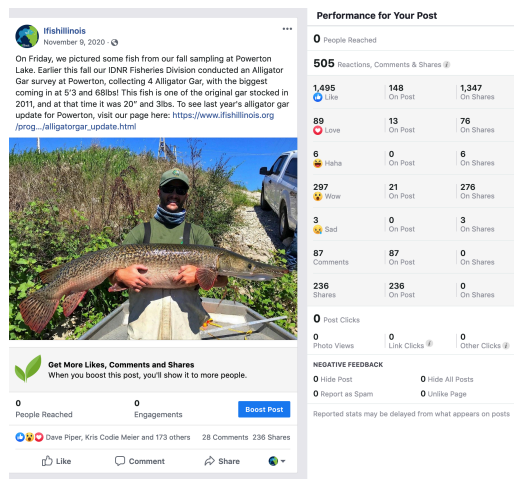 Ifishillinois
November 9, 2020 ·
On Friday, we pictured some fish from our fall sampling at Powerton
Lake. Earlier this fall our IDNR Fisheries Division conducted an Alligator
Gar survey at Powerton, collecting 4 Alligator Gar, with the biggest
coming in at 5'3 and 68lbs! This fish is one of the original gar stocked in
2011, and at that time it was 20" and 3lbs. To see last year's alligator gar
update for Powerton, visit our page here: https://www.ifishillinois.org
/prog.../alligatorgar_update.html
Get More Likes, Comments and Shares
When you boost this post, you'll show it to more people.
0 0
People Reached Engagements Boost Post
Dave Piper, Kris Codie Meier and 173 others 28 Comments 236 Shares
Like Comment Share
Performance for Your Post
0 People Reached
505 Reactions, Comments & Shares
1,495 148 1,347
Like On Post On Shares
89 13 76
Love On Post On Shares
6 0 6
Haha On Post On Shares
297 21 276
Wow On Post On Shares
3 0 3
Sad On Post On Shares
87 87 0
Comments On Post On Shares
236 236 0
Shares On Post On Shares
0 Post Clicks
0 0 0
Photo Views Link Clicks Other Clicks
NEGATIVE FEEDBACK
0 Hide Post 0 Hide All Posts
0 Report as Spam 0 Unlike Page
Reported stats may be delayed from what appears on posts